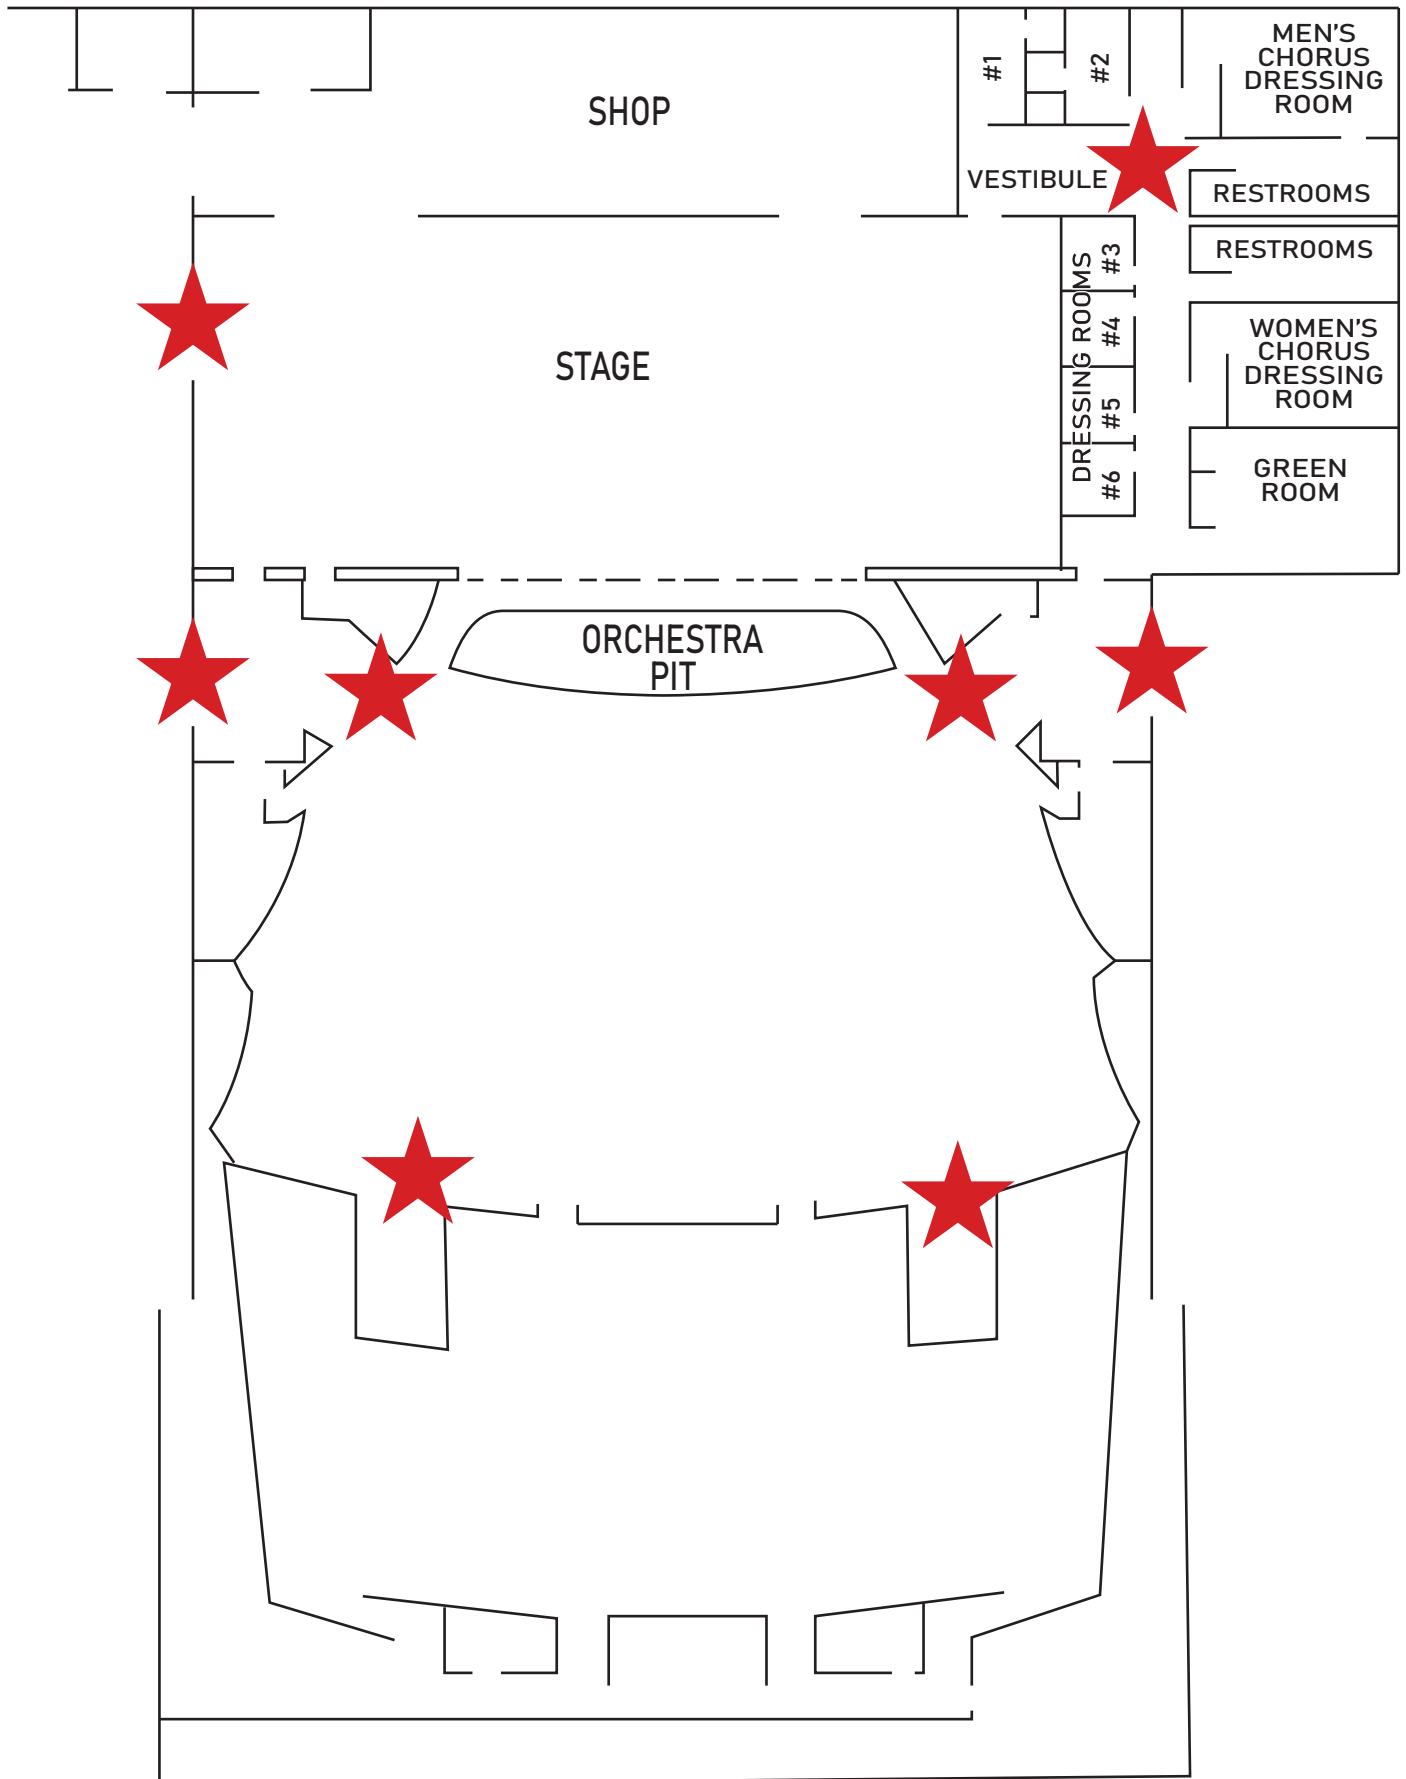 SHOP
#1
#2
MEN'S
CHORUS
DRESSING
ROOM
VESTIBULE
RESTROOMS
RESTROOMS
STAGE
DRESSING ROOMS
#3
#4
#5
#6
WOMEN'S
CHORUS
DRESSING
ROOM
GREEN
ROOM
ORCHESTRA
PIT